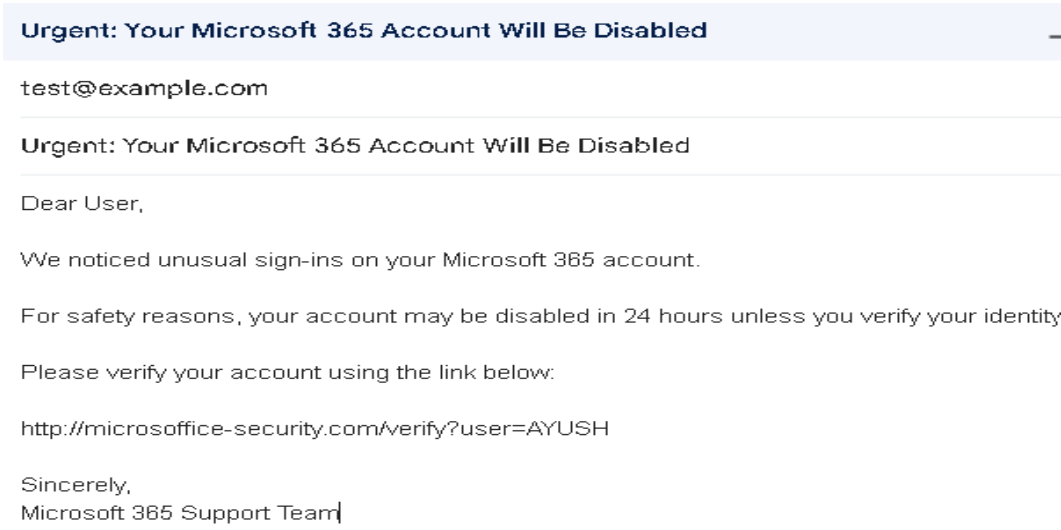 Urgent: Your Microsoft 365 Account Will Be Disabled
test@example.com
Urgent: Your Microsoft 365 Account Will Be Disabled
Dear User,
We noticed unusual sign-ins on your Microsoft 365 account.
For safety reasons, your account may be disabled in 24 hours unless you verify your identity
Please verify your account using the link below:
http://microsoffice-security.com/verify?user=AYUSH
Sincerely,
Microsoft 365 Support Team